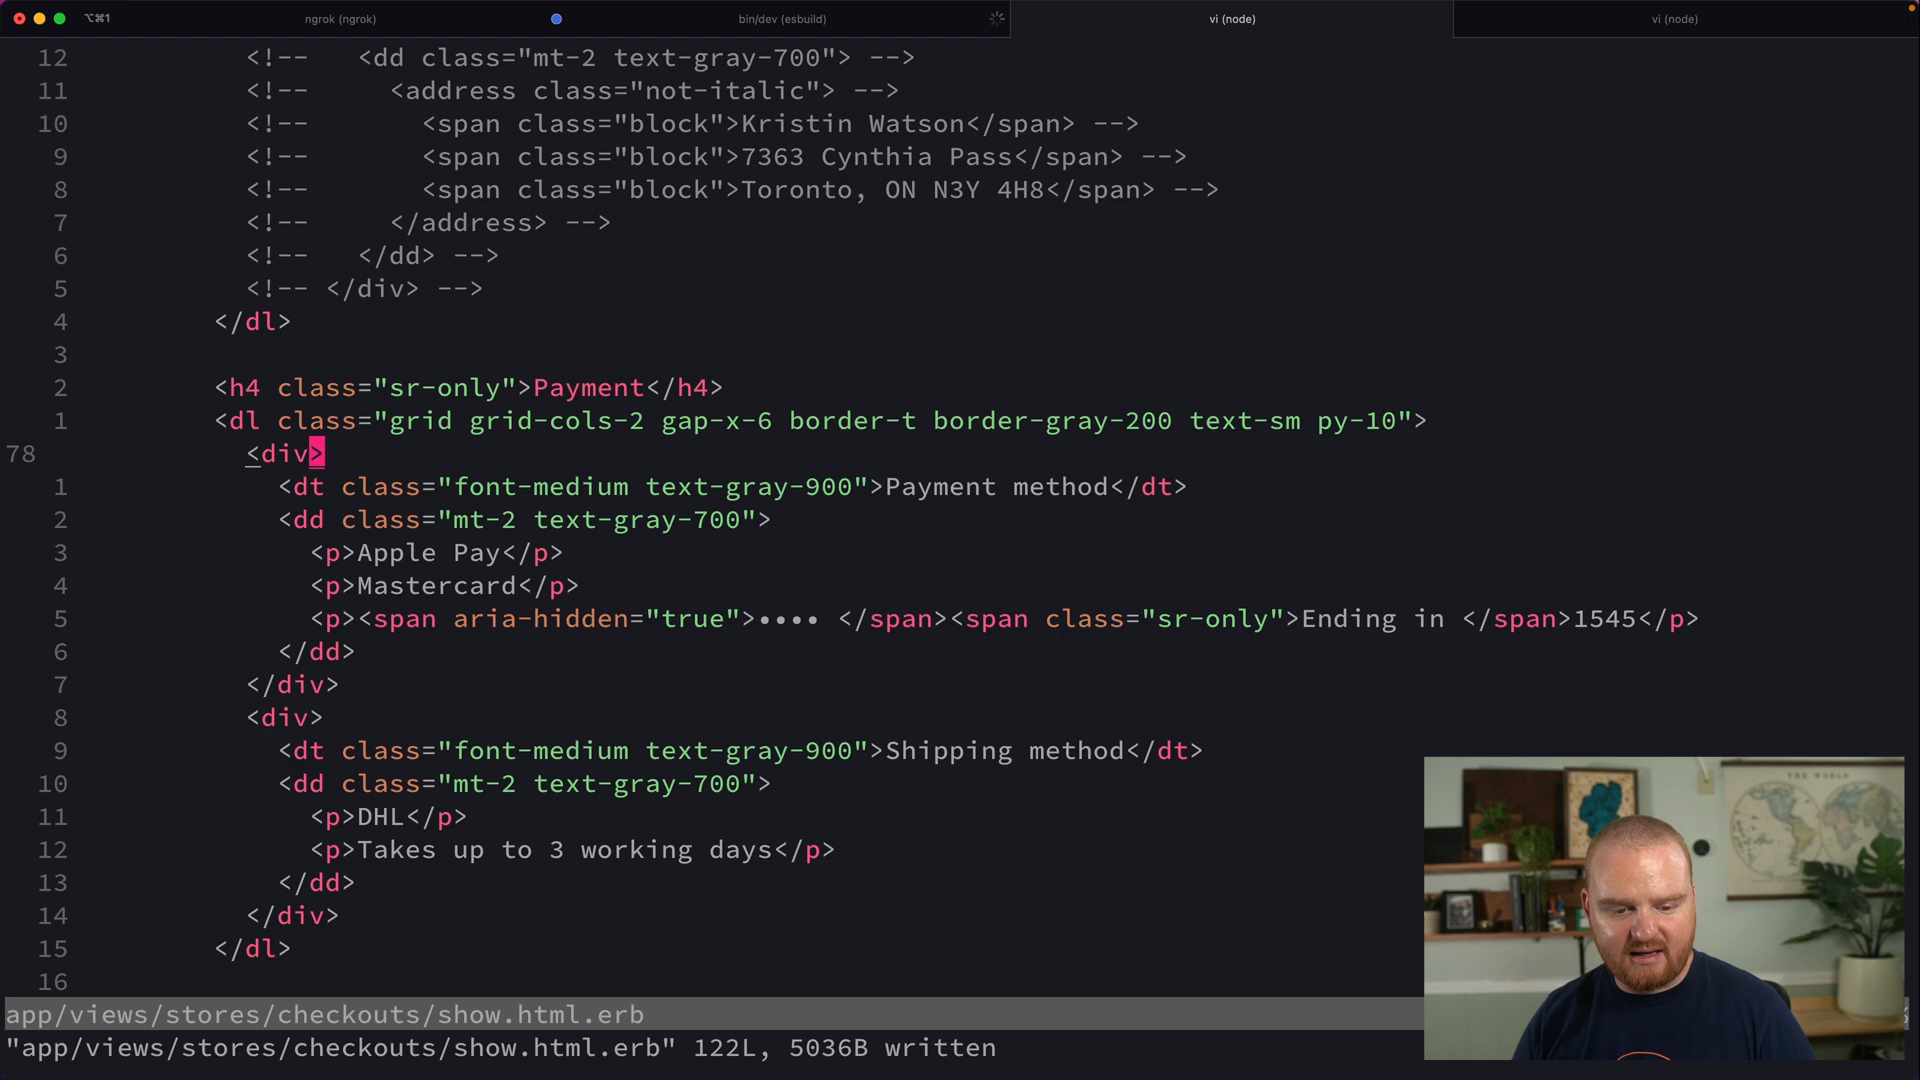 ⌥⌘1 ngrok (ngrok) bin/dev (esbuild) vi (node) vi (node)
12 <!--   <dd class="mt-2 text-gray-700"> -->
11 <!--     <address class="not-italic"> -->
10 <!--       <span class="block">Kristin Watson</span> -->
9 <!--       <span class="block">7363 Cynthia Pass</span> -->
8 <!--       <span class="block">Toronto, ON N3Y 4H8</span> -->
7 <!--     </address> -->
6 <!--   </dd> -->
5 <!-- </div> -->
4 </dl>
3
2 <h4 class="sr-only">Payment</h4>
1 <dl class="grid grid-cols-2 gap-x-6 border-t border-gray-200 text-sm py-10">
78 <div>
1 <dt class="font-medium text-gray-900">Payment method</dt>
2 <dd class="mt-2 text-gray-700">
3 <p>Apple Pay</p>
4 <p>Mastercard</p>
5 <p><span aria-hidden="true">•••• </span><span class="sr-only">Ending in </span>1545</p>
6 </dd>
7 </div>
8 <div>
9 <dt class="font-medium text-gray-900">Shipping method</dt>
10 <dd class="mt-2 text-gray-700">
11 <p>DHL</p>
12 <p>Takes up to 3 working days</p>
13 </dd>
14 </div>
15 </dl>
16
THE WORLD
app/views/stores/checkouts/show.html.erb
"app/views/stores/checkouts/show.html.erb" 122L, 5036B written